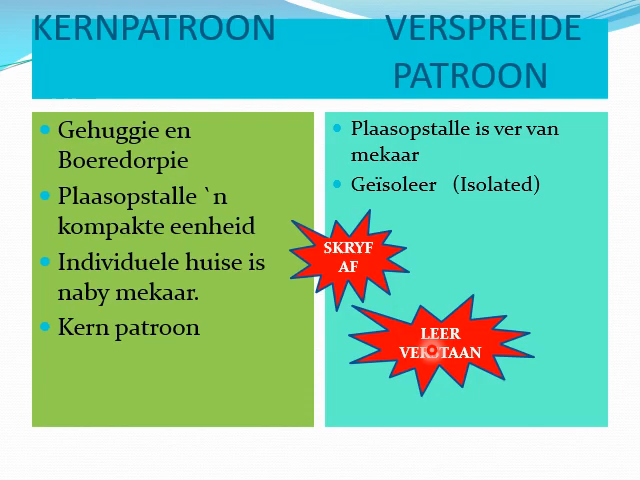 KERNPATROON
VERSPREIDE
PATROON
Gehuggie en
Boeredorpie
Plaasopstalle `n
kompakte eenheid
Individuele huise is
naby mekaar.
Kern patroon
Plaasopstalle is ver van
mekaar
Geïsoleer (Isolated)
SKRYF
AF
LEER
VERSTAAN